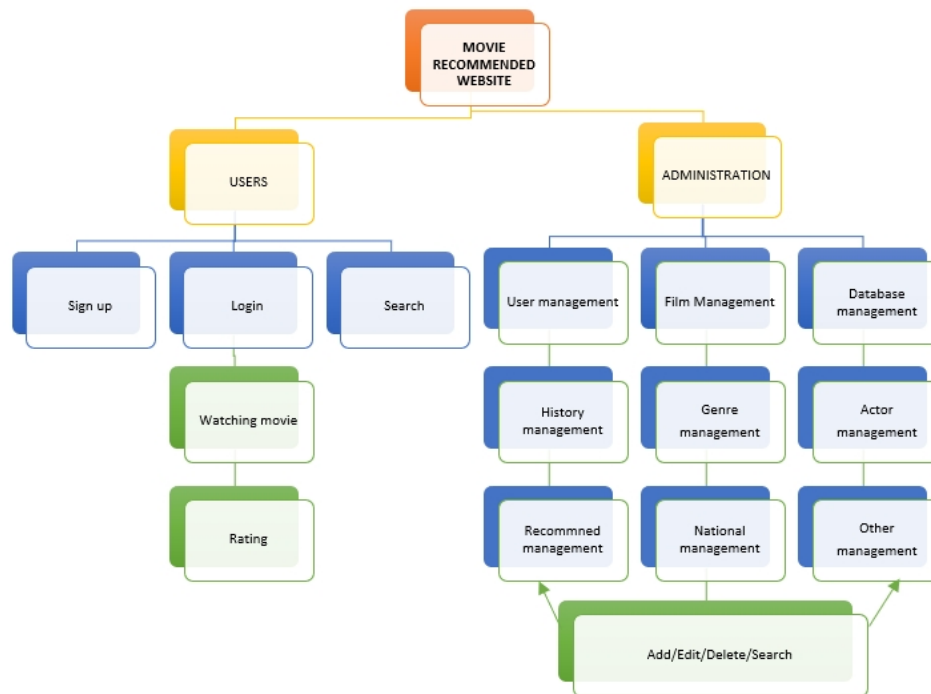 MOVIE
RECOMMENDED
WEBSITE
USERS
ADMINISTRATION
Sign up
Login
Search
User management
Film Management
Database
management
Watching movie
History
management
Genre
management
Actor
management
Rating
Recommned
management
National
management
Other
management
Add/Edit/Delete/Search